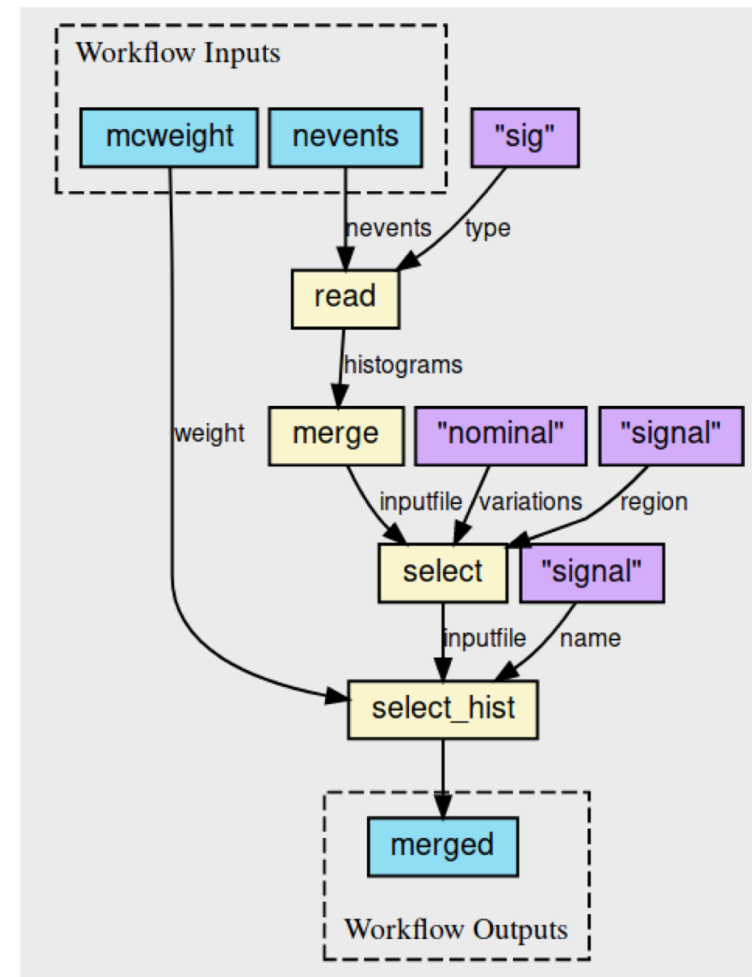 Workflow Inputs
mcweight nevents "sig"
nevents type
read
histograms
merge "nominal" "signal"
weight
inputfile variations region
select "signal"
inputfile name
select_hist
merged
Workflow Outputs